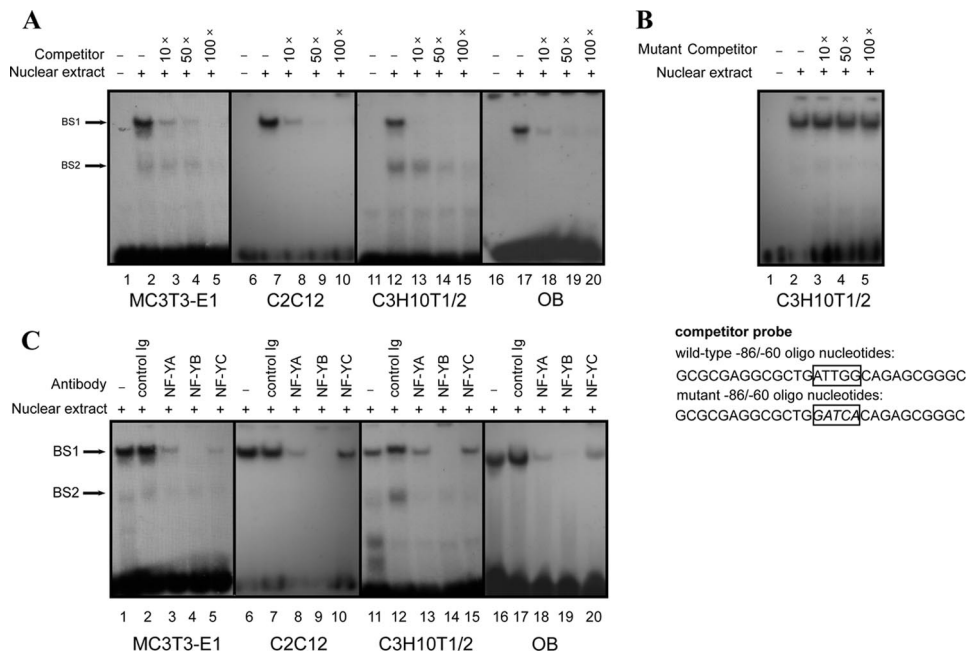 A
Competitor – – 10 × 50 × 100 × – 10 × 50 × 100 × – – 10 × 50 × 100 × – 10 × 50 × 100 ×
Nuclear extract – + + + + – + + + + – + + + + – + + + +
BS1
BS2
1 2 3 4 5 6 7 8 9 10 11 12 13 14 15 16 17 18 19 20
MC3T3-E1 C2C12 C3H10T1/2 OB
B
Mutant Competitor – – 10 × 50 × 100 ×
Nuclear extract – + + + +
1 2 3 4 5
C3H10T1/2
competitor probe
wild-type -86/-60 oligo nucleotides:
GCGCGAGGCGCTGATTGGCAGAGCGGGC
mutant -86/-60 oligo nucleotides:
GCGCGAGGCGCTGGATCACAGAGCGGGC
C
Antibody – control Ig NF-YA NF-YB NF-YC – control Ig NF-YA NF-YB NF-YC – control Ig NF-YA NF-YB NF-YC – control Ig NF-YA NF-YB NF-YC
Nuclear extract + + + + + + + + + + + + + + + + + + + +
BS1
BS2
1 2 3 4 5 6 7 8 9 10 11 12 13 14 15 16 17 18 19 20
MC3T3-E1 C2C12 C3H10T1/2 OB